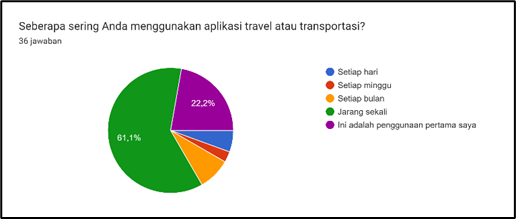 Seberapa sering Anda menggunakan aplikasi travel atau transportasi?
36 jawaban
Setiap hari
Setiap minggu
Setiap bulan
Jarang sekali
Ini adalah penggunaan pertama saya
22,2%
61,1%